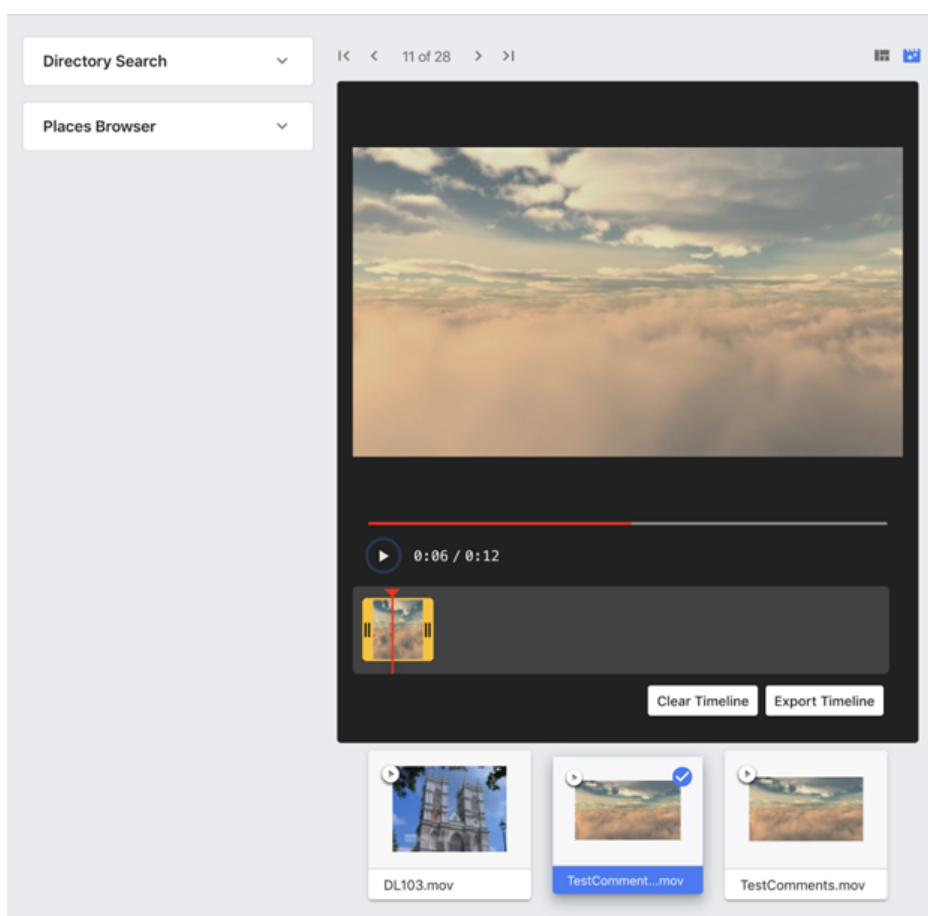 Directory Search
Places Browser
11 of 28
0:06 / 0:12
Clear Timeline
Export Timeline
DL103.mov
TestComment...mov
TestComments.mov